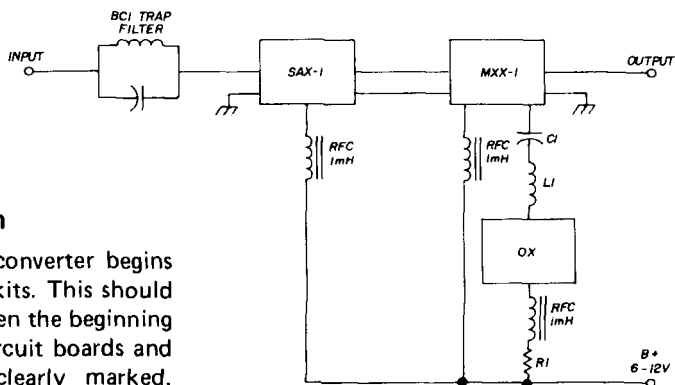 BCI TRAP
FILTER
INPUT
SAX-1
MXX-1
OUTPUT
RFC
1mH
RFC
1mH
C1
L1
OX
RFC
1mH
R1
B+
6-12V
converter begins
kits. This should
en the beginning
rcuit boards and
clearly marked.